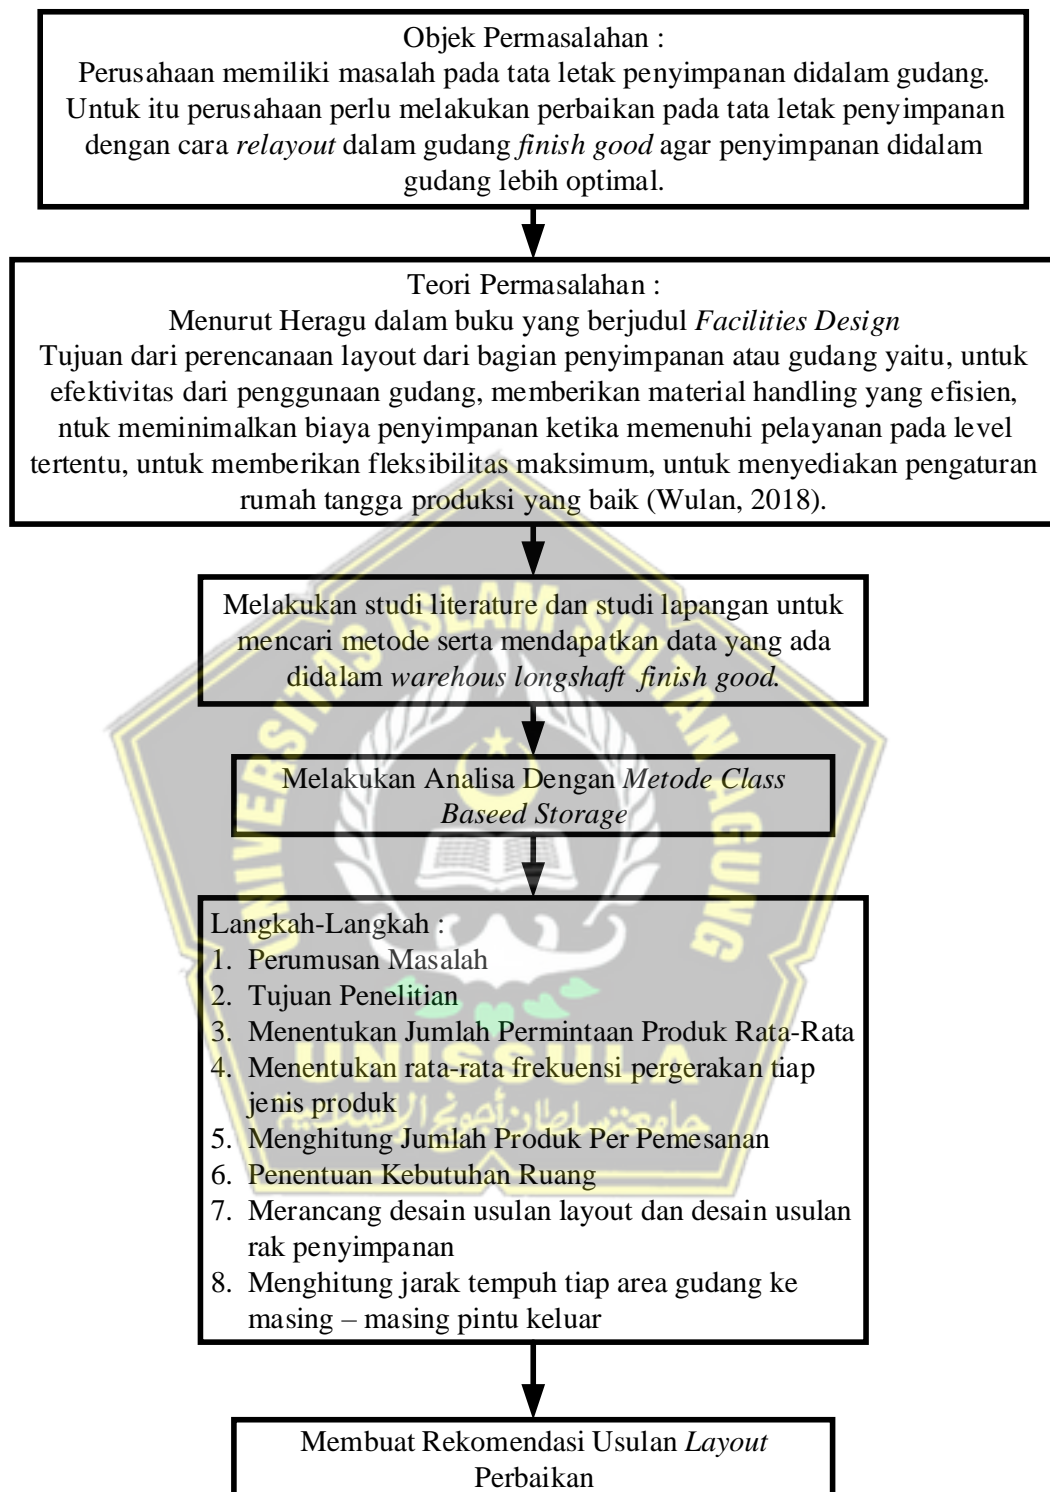 Objek Permasalahan :
Perusahaan memiliki masalah pada tata letak penyimpanan didalam gudang.
Untuk itu perusahaan perlu melakukan perbaikan pada tata letak penyimpanan
dengan cara relayout dalam gudang finish good agar penyimpanan didalam
gudang lebih optimal.
Teori Permasalahan :
Menurut Heragu dalam buku yang berjudul Facilities Design
Tujuan dari perencanaan layout dari bagian penyimpanan atau gudang yaitu, untuk
efektivitas dari penggunaan gudang, memberikan material handling yang efisien,
ntuk meminimalkan biaya penyimpanan ketika memenuhi pelayanan pada level
tertentu, untuk memberikan fleksibilitas maksimum, untuk menyediakan pengaturan
rumah tangga produksi yang baik (Wulan, 2018).
Melakukan studi literature dan studi lapangan untuk
mencari metode serta mendapatkan data yang ada
didalam warehous longshaft finish good.
Melakukan Analisa Dengan Metode Class
Baseed Storage
Langkah-Langkah :
1. Perumusan Masalah
2. Tujuan Penelitian
3. Menentukan Jumlah Permintaan Produk Rata-Rata
4. Menentukan rata-rata frekuensi pergerakan tiap
jenis produk
5. Menghitung Jumlah Produk Per Pemesanan
6. Penentuan Kebutuhan Ruang
7. Merancang desain usulan layout dan desain usulan
rak penyimpanan
8. Menghitung jarak tempuh tiap area gudang ke
masing – masing pintu keluar
Membuat Rekomendasi Usulan Layout
Perbaikan
UNIVERSITAS ISLAM SULTAN AGUNG
UNISSULA
جامعة سلطان أجونج الإسلامية